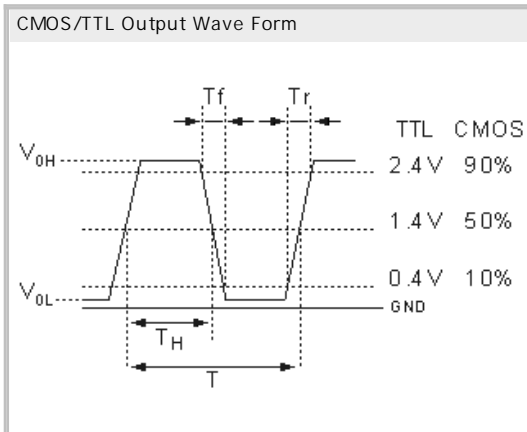 CMOS/TTL Output Wave Form
Tf Tr
TTL CMOS
V0H 2.4V 90%
1.4V 50%
0.4V 10%
V0L GND
TH
T